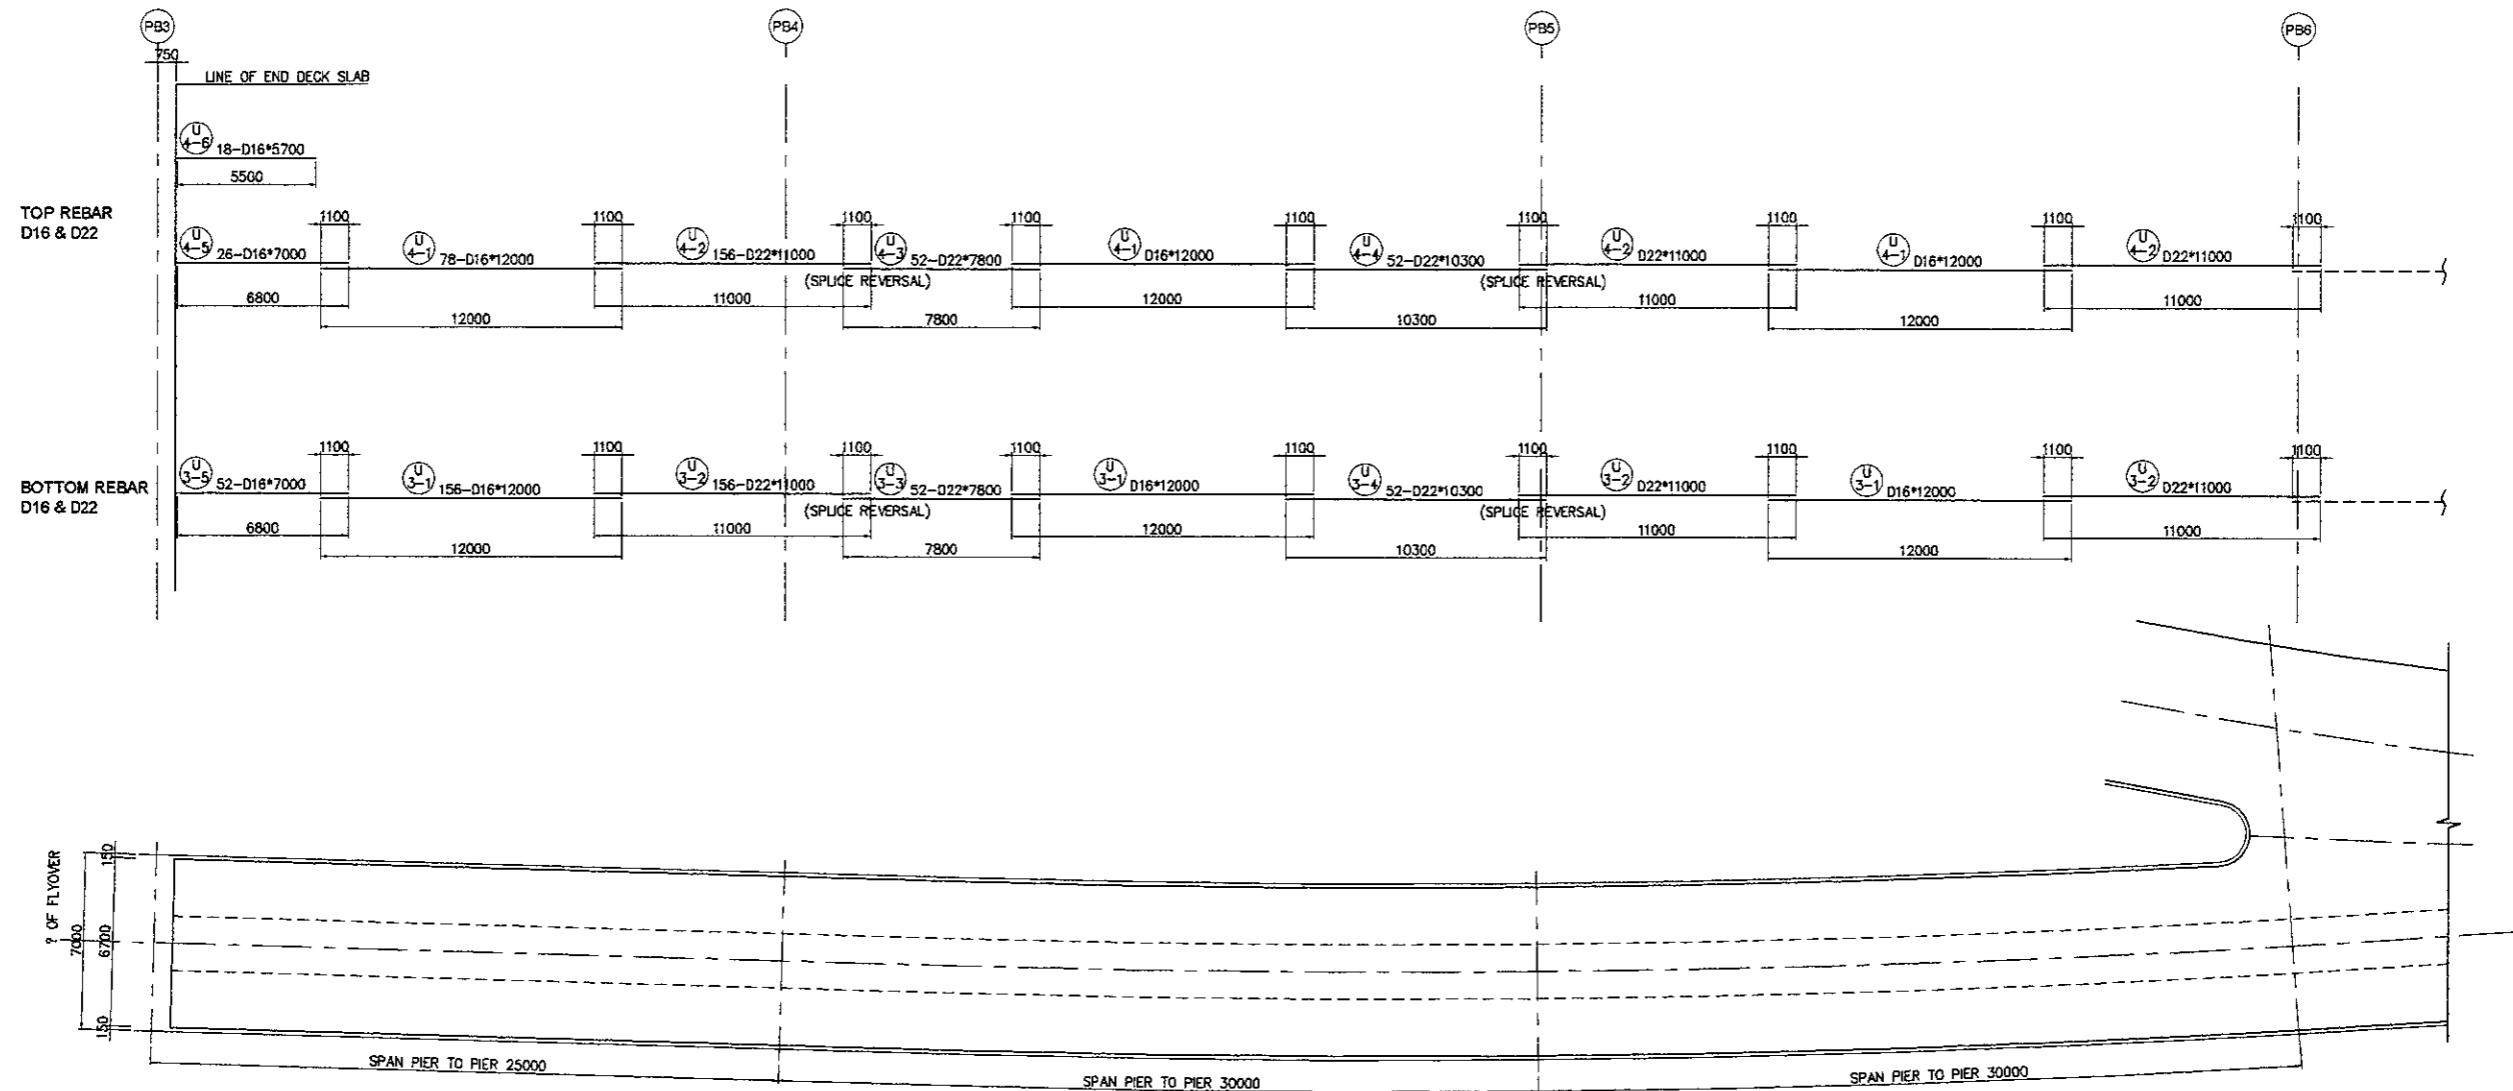 PB3
PB4
PB5
PB6
750
LINE OF END DECK SLAB
U
4-6
18-D16*5700
5500
TOP REBAR
D16 & D22
1100
1100
1100
1100
1100
1100
1100
1100
1100
U
4-5
26-D16*7000
U
4-1
78-D16*12000
U
4-2
156-D22*11000
U
4-3
52-D22*7800
U
4-1
D16*12000
U
4-4
52-D22*10300
U
4-2
D22*11000
U
4-1
D16*12000
U
4-2
D22*11000
(SPLICE REVERSAL)
(SPLICE REVERSAL)
6800
11000
12000
11000
11000
12000
7800
10300
12000
BOTTOM REBAR
D16 & D22
1100
1100
1100
1100
1100
1100
1100
1100
1100
U
3-5
52-D16*7000
U
3-1
156-D16*12000
U
3-2
156-D22*11000
U
3-3
52-D22*7800
U
3-1
D16*12000
U
3-4
52-D22*10300
U
3-2
D22*11000
U
3-1
D16*12000
U
3-2
D22*11000
(SPLICE REVERSAL)
(SPLICE REVERSAL)
6800
11000
12000
11000
11000
12000
7800
10300
12000
? OF FLYOVER
7000
150
6700
150
SPAN PIER TO PIER 25000
SPAN PIER TO PIER 30000
SPAN PIER TO PIER 30000